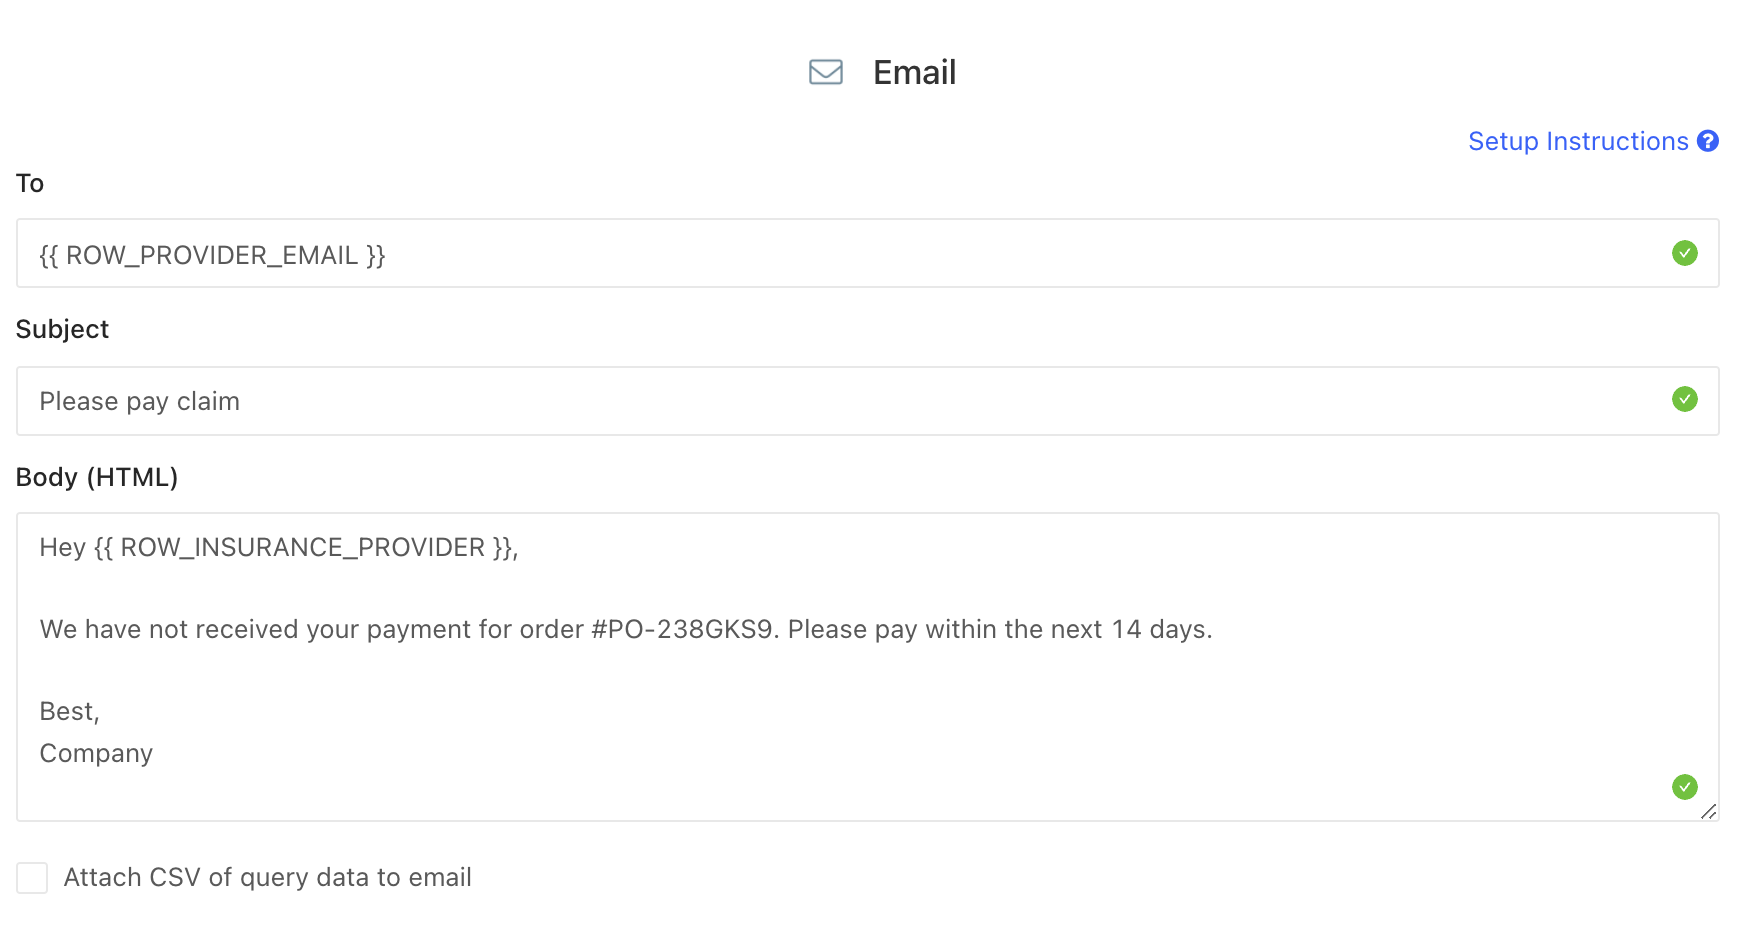 Email
Setup Instructions
To
{{ ROW_PROVIDER_EMAIL }}
Subject
Please pay claim
Body (HTML)
Hey {{ ROW_INSURANCE_PROVIDER }},
We have not received your payment for order #PO-238GKS9. Please pay within the next 14 days.
Best,
Company
Attach CSV of query data to email